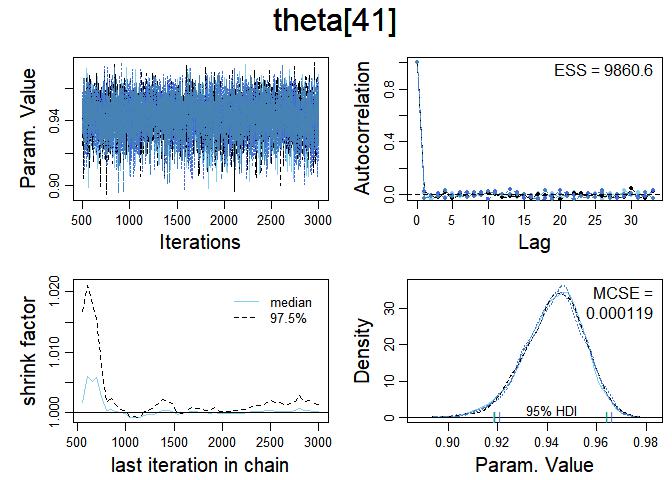 theta[41]
Param. Value
0.90
0.94
500
1000
1500
2000
2500
3000
Iterations
Autocorrelation
0.0
0.4
0.8
ESS = 9860.6
0
5
10
15
20
25
30
Lag
shrink factor
1.000
1.010
1.020
median
97.5%
500
1000
1500
2000
2500
3000
last iteration in chain
Density
0
10
20
30
MCSE =
0.000119
95% HDI
0.90
0.92
0.94
0.96
0.98
Param. Value